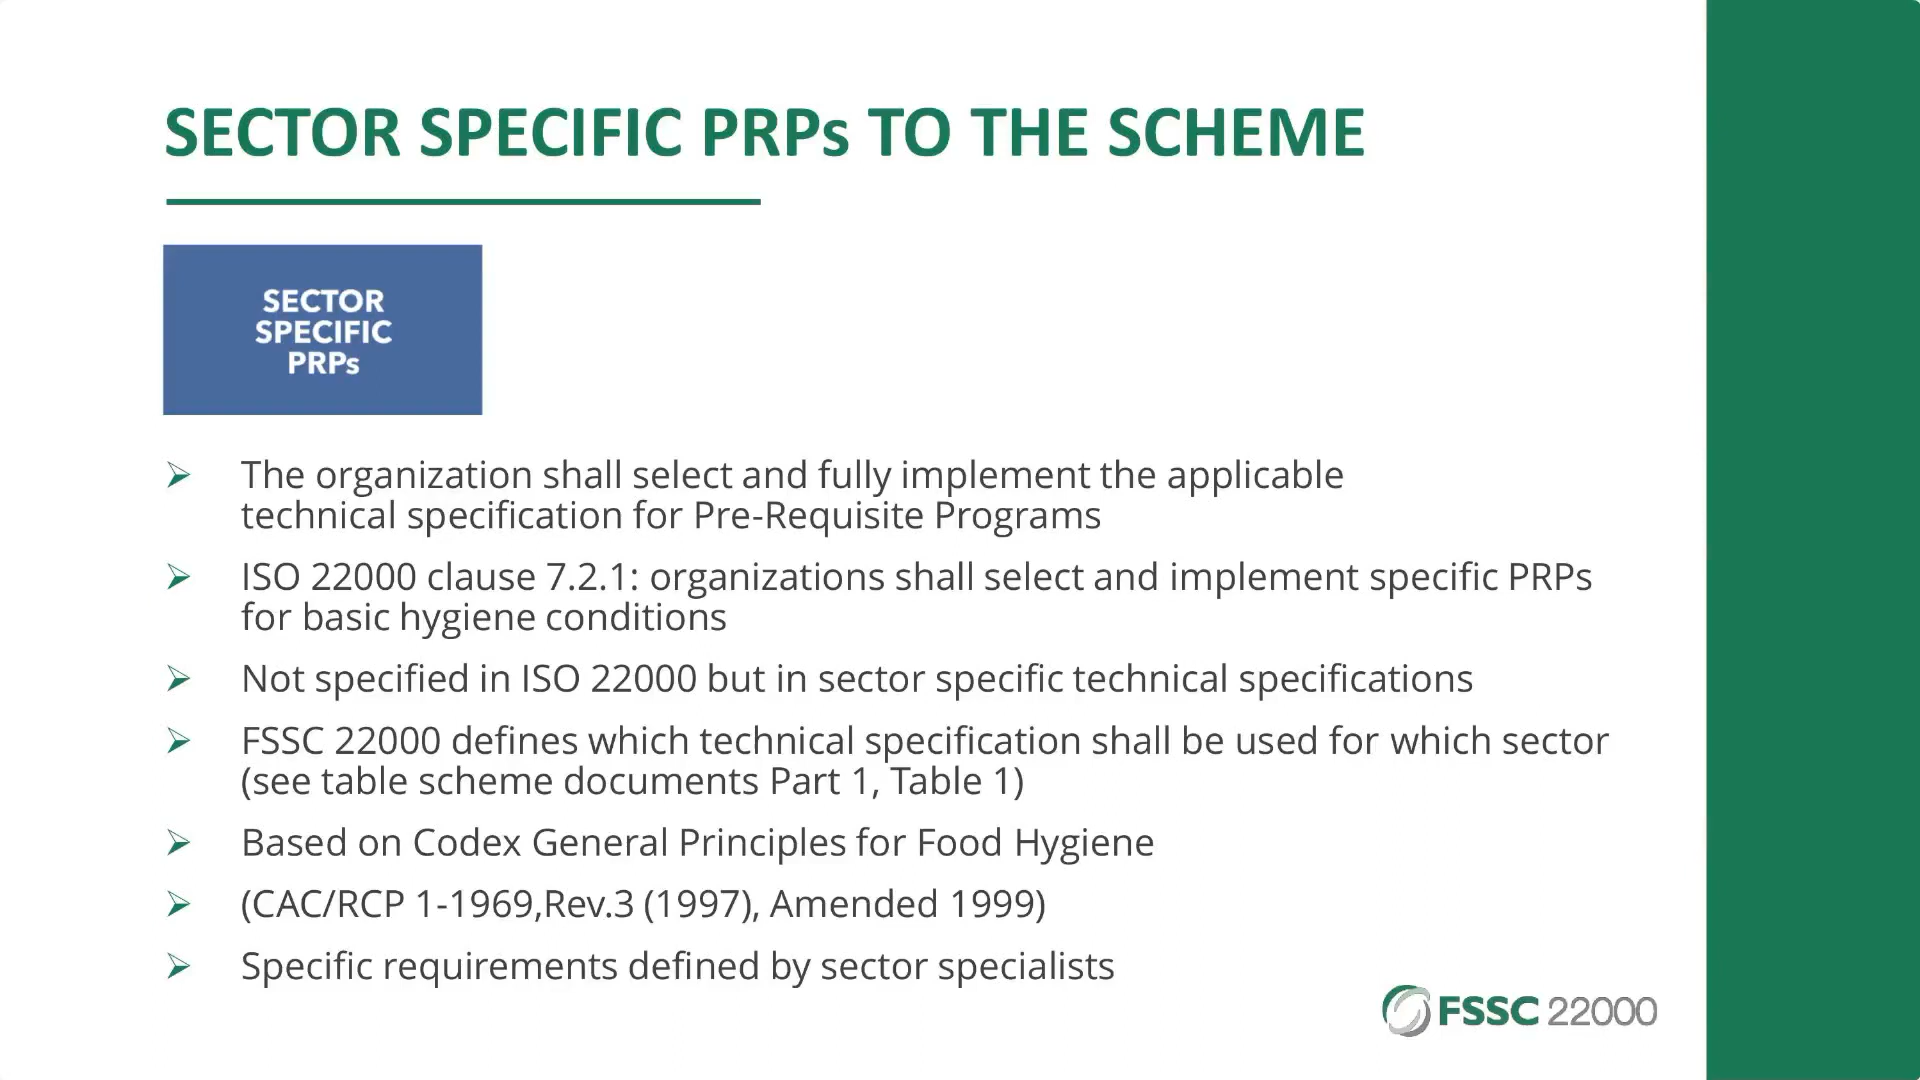 SECTOR SPECIFIC PRPs TO THE SCHEME
SECTOR
SPECIFIC
PRPs
The organization shall select and fully implement the applicable
technical specification for Pre-Requisite Programs
ISO 22000 clause 7.2.1: organizations shall select and implement specific PRPs
for basic hygiene conditions
Not specified in ISO 22000 but in sector specific technical specifications
FSSC 22000 defines which technical specification shall be used for which sector
(see table scheme documents Part 1, Table 1)
Based on Codex General Principles for Food Hygiene
(CAC/RCP 1-1969,Rev.3 (1997), Amended 1999)
Specific requirements defined by sector specialists
FSSC 22000